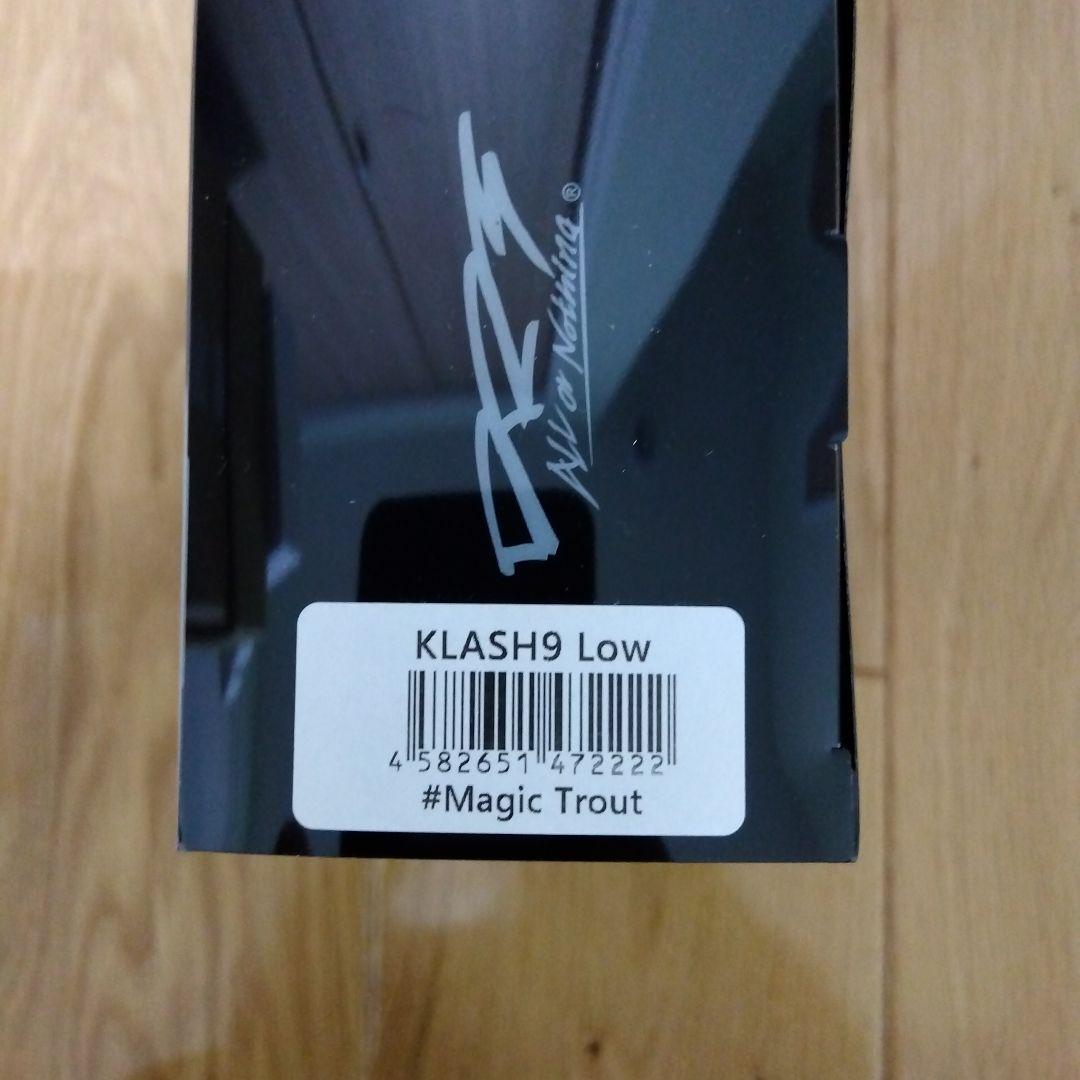 All or Nothing®
KLASH9 Low
4 582651 472222
#Magic Trout